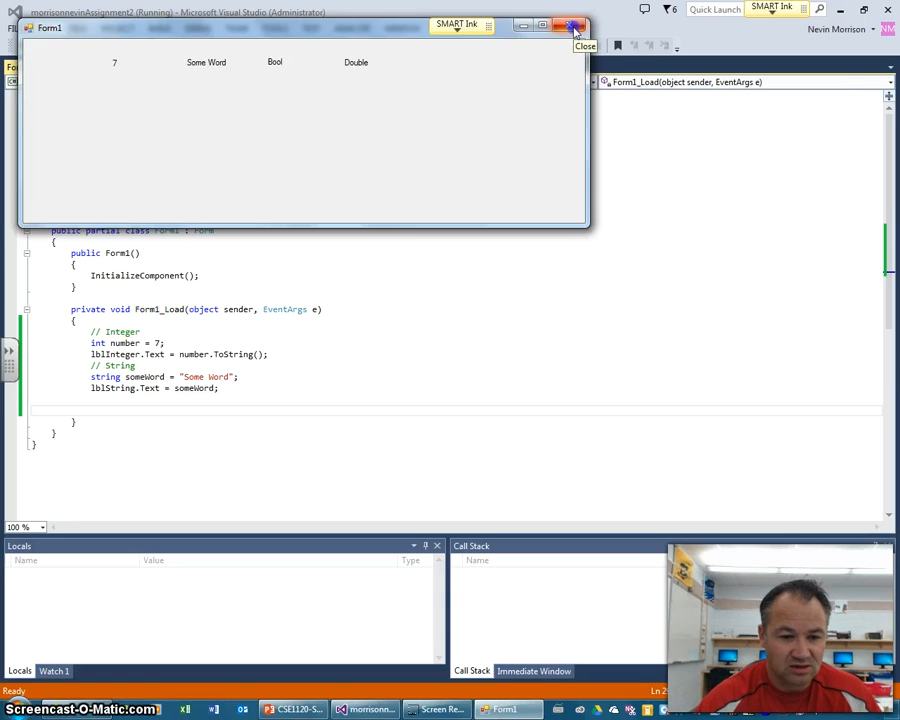 morrisonnevinAssignment2 (Running) - Microsoft Visual Studio (Administrator)
6
Quick Launch
SMART Ink
Form1
SMART Ink
Close
Nevin Morrison
NM
7 Some Word Bool Double
Form1_Load(object sender, EventArgs e)
public partial class Form1 : Form
{
public Form1()
{
InitializeComponent();
}
private void Form1_Load(object sender, EventArgs e)
{
// Integer
int number = 7;
lblInteger.Text = number.ToString();
// String
string someWord = "Some Word";
lblString.Text = someWord;
}
}
}
100 %
Locals
Name Value Type
Call Stack
Name
Locals Watch 1
Call Stack Immediate Window
Ready
Ln 2
Screencast-O-Matic.com
CSE1120-S...
morrisonn...
Screen Re...
Form1